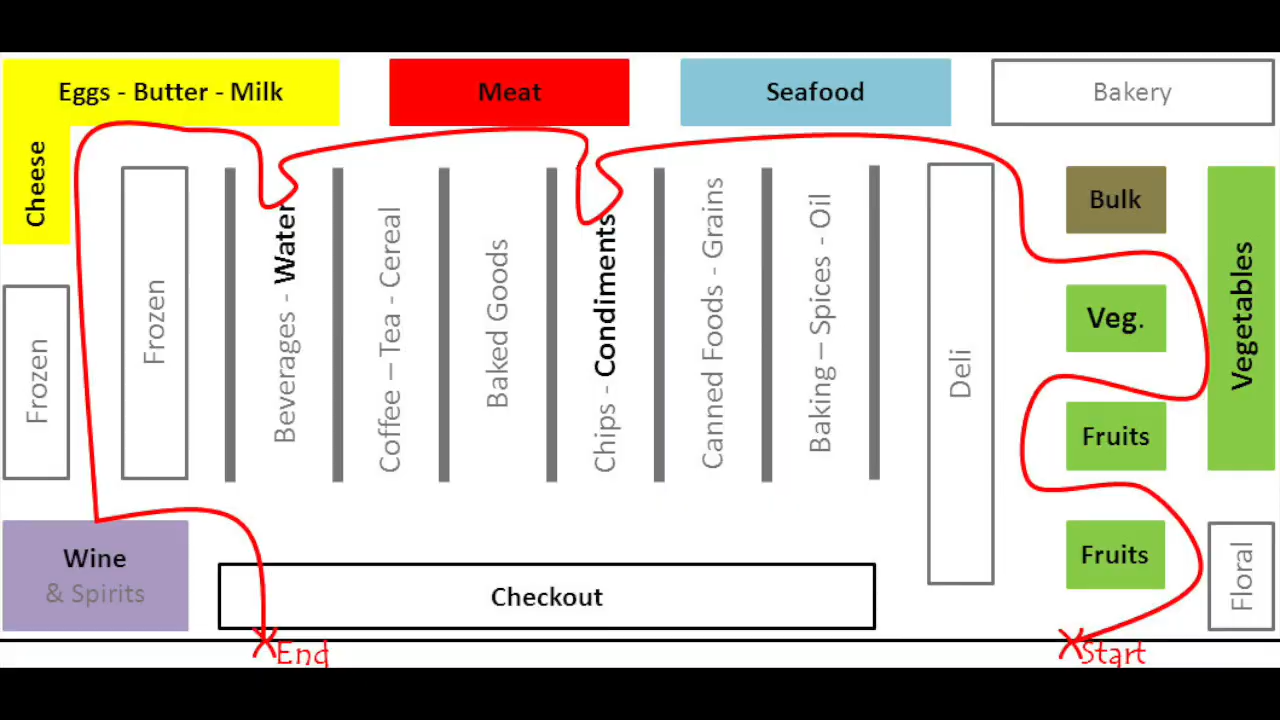 Eggs - Butter - Milk
Meat
Seafood
Bakery
Cheese
Frozen
Frozen
Beverages - Water
Coffee – Tea - Cereal
Baked Goods
Chips - Condiments
Canned Foods - Grains
Baking – Spices - Oil
Deli
Bulk
Veg.
Fruits
Fruits
Vegetables
Floral
Wine
& Spirits
Checkout
End
Start